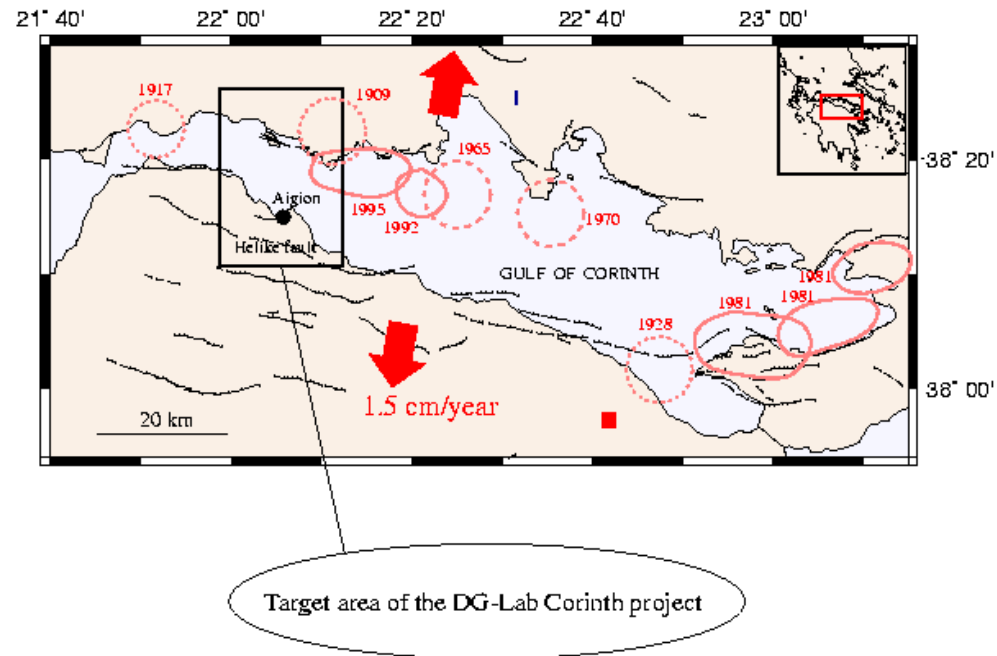 21° 40'
22° 00'
22° 20'
22° 40'
23° 00'
1917
1909
38° 20'
1965
Aigion
1995
1992
1970
Helike fault
GULF OF CORINTH
1981
1981
1981
1928
38° 00'
1.5 cm/year
20 km
Target area of the DG-Lab Corinth project